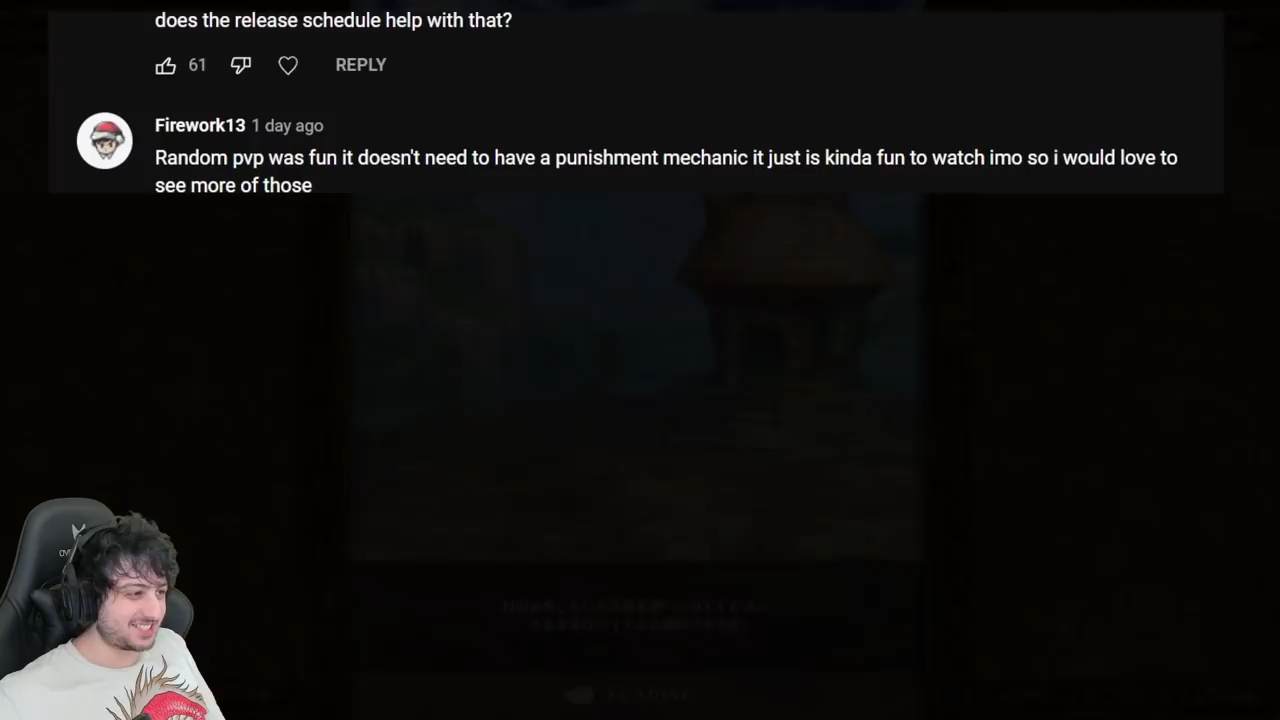 does the release schedule help with that?
61 REPLY
Firework13 1 day ago
Random pvp was fun it doesn't need to have a punishment mechanic it just is kinda fun to watch imo so i would love to
see more of those